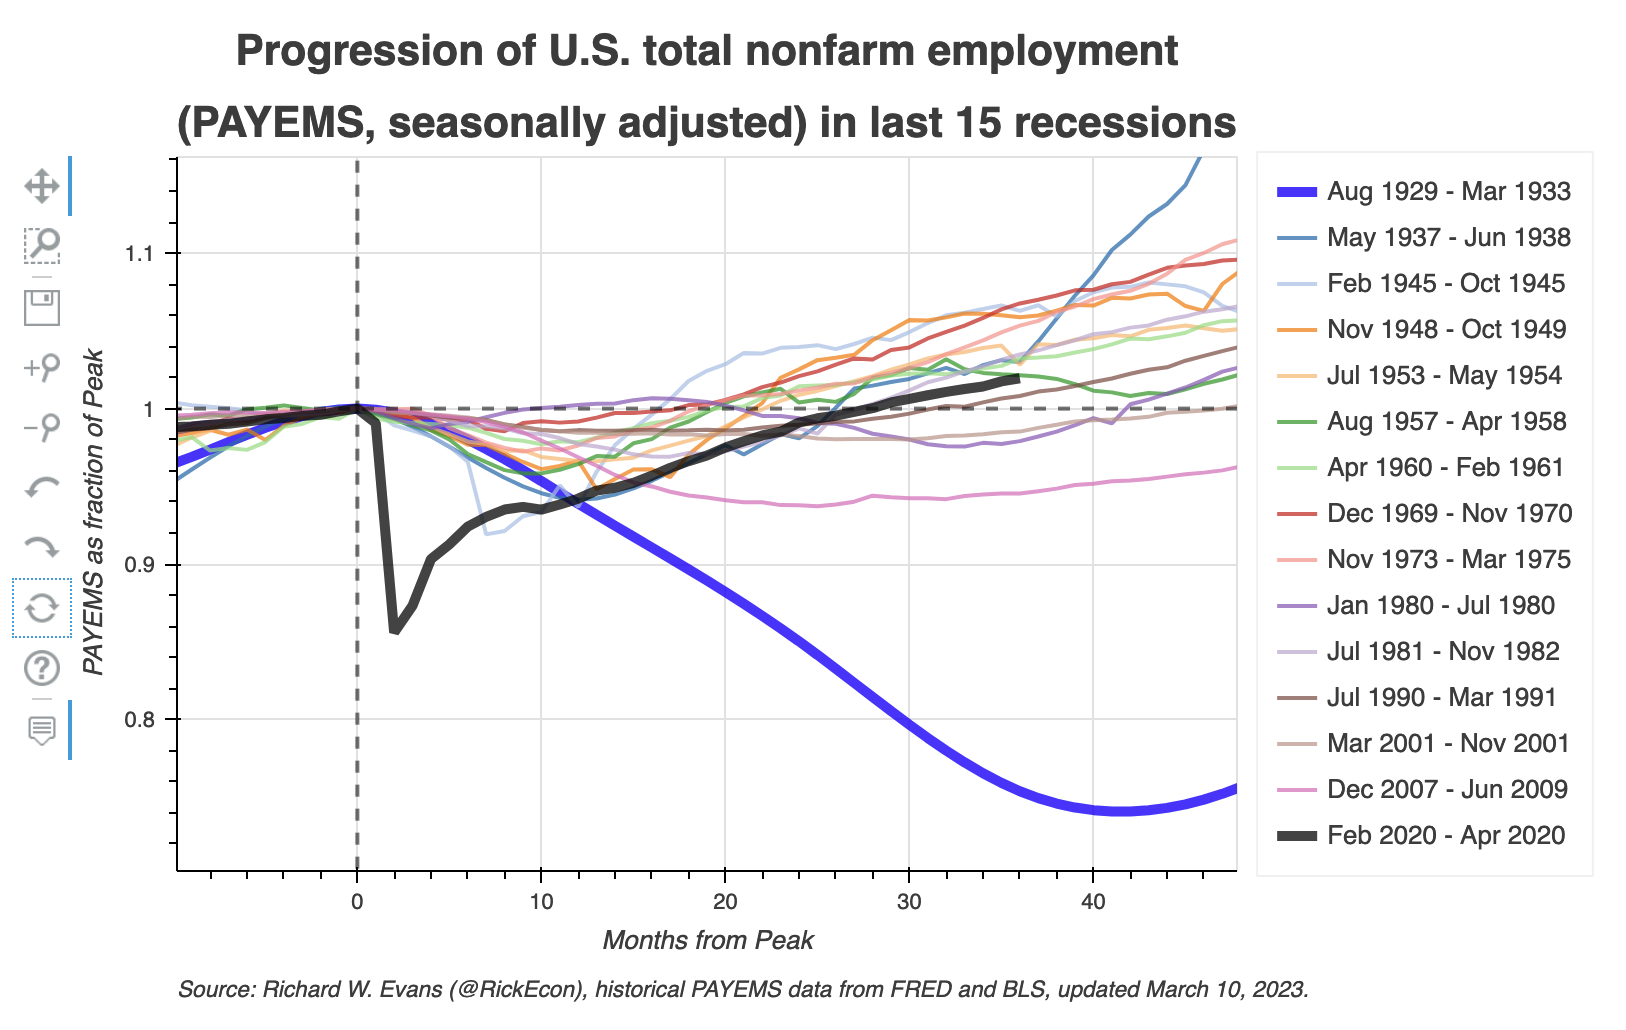 Progression of U.S. total nonfarm employment
(PAYEMS, seasonally adjusted) in last 15 recessions
PAYEMS as fraction of Peak
1.1
1
0.9
0.8
0
10
20
30
40
Months from Peak
Aug 1929 - Mar 1933
May 1937 - Jun 1938
Feb 1945 - Oct 1945
Nov 1948 - Oct 1949
Jul 1953 - May 1954
Aug 1957 - Apr 1958
Apr 1960 - Feb 1961
Dec 1969 - Nov 1970
Nov 1973 - Mar 1975
Jan 1980 - Jul 1980
Jul 1981 - Nov 1982
Jul 1990 - Mar 1991
Mar 2001 - Nov 2001
Dec 2007 - Jun 2009
Feb 2020 - Apr 2020
Source: Richard W. Evans (@RickEcon), historical PAYEMS data from FRED and BLS, updated March 10, 2023.